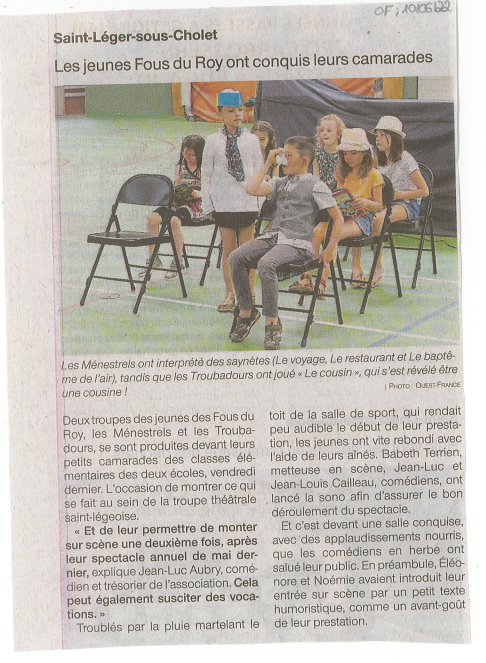 OF; 10/06/22
Saint-Léger-sous-Cholet
Les jeunes Fous du Roy ont conquis leurs camarades
Les Ménestrels ont interprété des saynètes (Le voyage, Le restaurant et Le baptê-
me de l'air), tandis que les Troubadours ont joué « Le cousin », qui s'est révélé être
une cousine !
| PHOTO : OUEST-FRANCE
Deux troupes des jeunes des Fous du
Roy, les Ménestrels et les Trouba-
dours, se sont produites devant leurs
petits camarades des classes élé-
mentaires des deux écoles, vendredi
dernier. L'occasion de montrer ce qui
se fait au sein de la troupe théâtrale
saint-légeoise.
« Et de leur permettre de monter
sur scène une deuxième fois, après
leur spectacle annuel de mai der-
nier, explique Jean-Luc Aubry, comé-
dien et trésorier de l'association. Cela
peut également susciter des voca-
tions. »
Troublés par la pluie martelant le
toit de la salle de sport, qui rendait
peu audible le début de leur presta-
tion, les jeunes ont vite rebondi avec
l'aide de leurs aînés. Babeth Terrien,
metteuse en scène, Jean-Luc et
Jean-Louis Cailleau, comédiens, ont
lancé la sono afin d'assurer le bon
déroulement du spectacle.
Et c'est devant une salle conquise,
avec des applaudissements nourris,
que les comédiens en herbe ont
salué leur public. En préambule, Éléo-
nore et Noémie avaient introduit leur
entrée sur scène par un petit texte
humoristique, comme un avant-goût
de leur prestation.